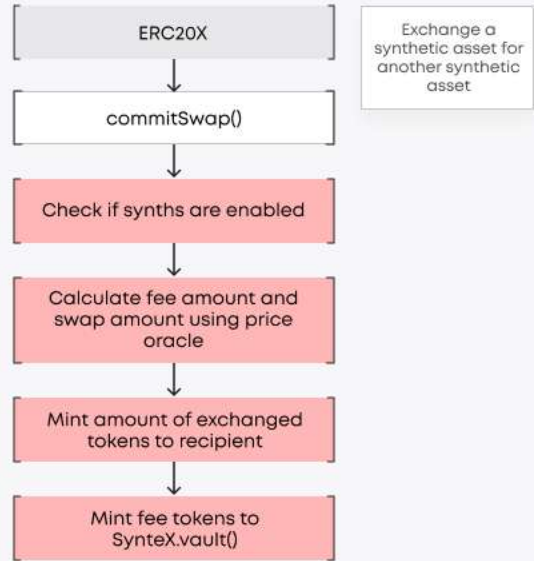 ERC20X
Exchange a
synthetic asset for
another synthetic
asset
commitSwap()
Check if synths are enabled
Calculate fee amount and
swap amount using price
oracle
Mint amount of exchanged
tokens to recipient
Mint fee tokens to
SynteX.vault()